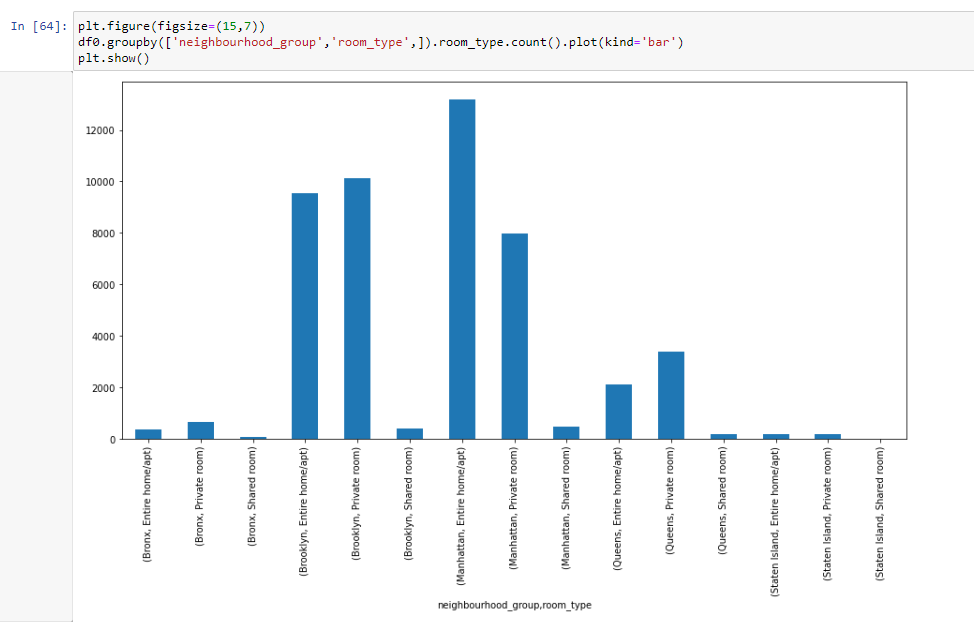 In [64]: plt.figure(figsize=(15,7))
df0.groupby(['neighbourhood_group','room_type',]).room_type.count().plot(kind='bar')
plt.show()
12000
10000
8000
6000
4000
2000
0
(Bronx, Entire home/apt)
(Bronx, Private room)
(Bronx, Shared room)
(Brooklyn, Entire home/apt)
(Brooklyn, Private room)
(Brooklyn, Shared room)
(Manhattan, Entire home/apt)
(Manhattan, Private room)
(Manhattan, Shared room)
(Queens, Entire home/apt)
(Queens, Private room)
(Queens, Shared room)
(Staten Island, Entire home/apt)
(Staten Island, Private room)
(Staten Island, Shared room)
neighbourhood_group,room_type